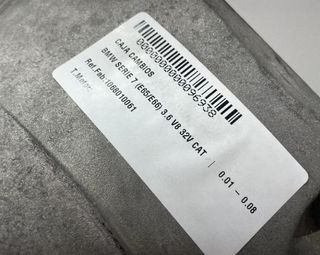 0000000000096938
CAJA CAMBIOS
BMW SERIE 7 (E65/E66) 3.6 V8 32V CAT | 0.01 - 0.08
Ref.Fab.1068010061
T.Motor